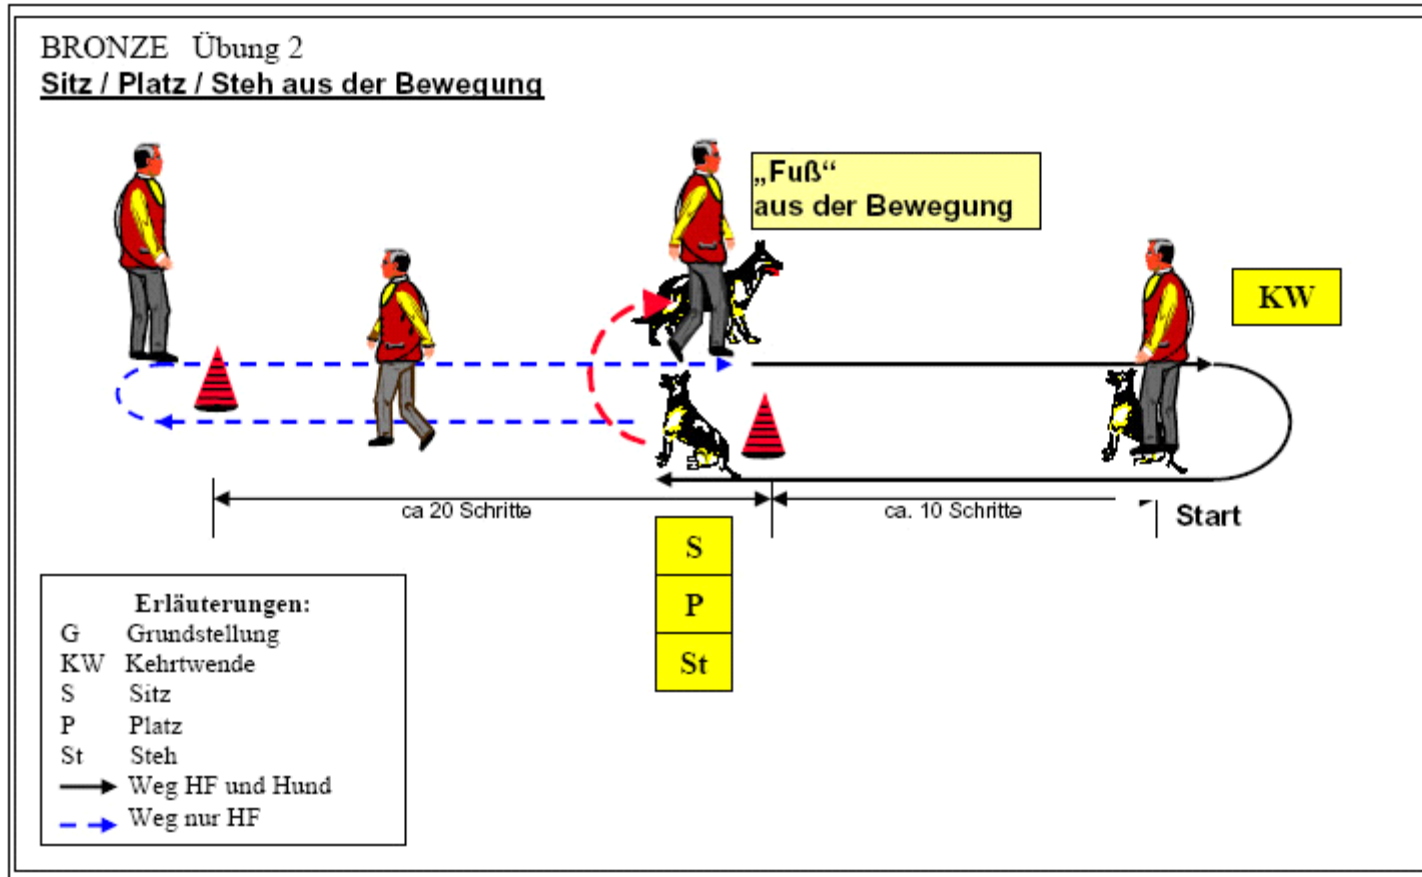 BRONZE Übung 2
Sitz / Platz / Steh aus der Bewegung
„Fuß“
aus der Bewegung
KW
ca 20 Schritte
ca. 10 Schritte
Start
S
P
St
Erläuterungen:
G Grundstellung
KW Kehrtwende
S Sitz
P Platz
St Steh
Weg HF und Hund
Weg nur HF